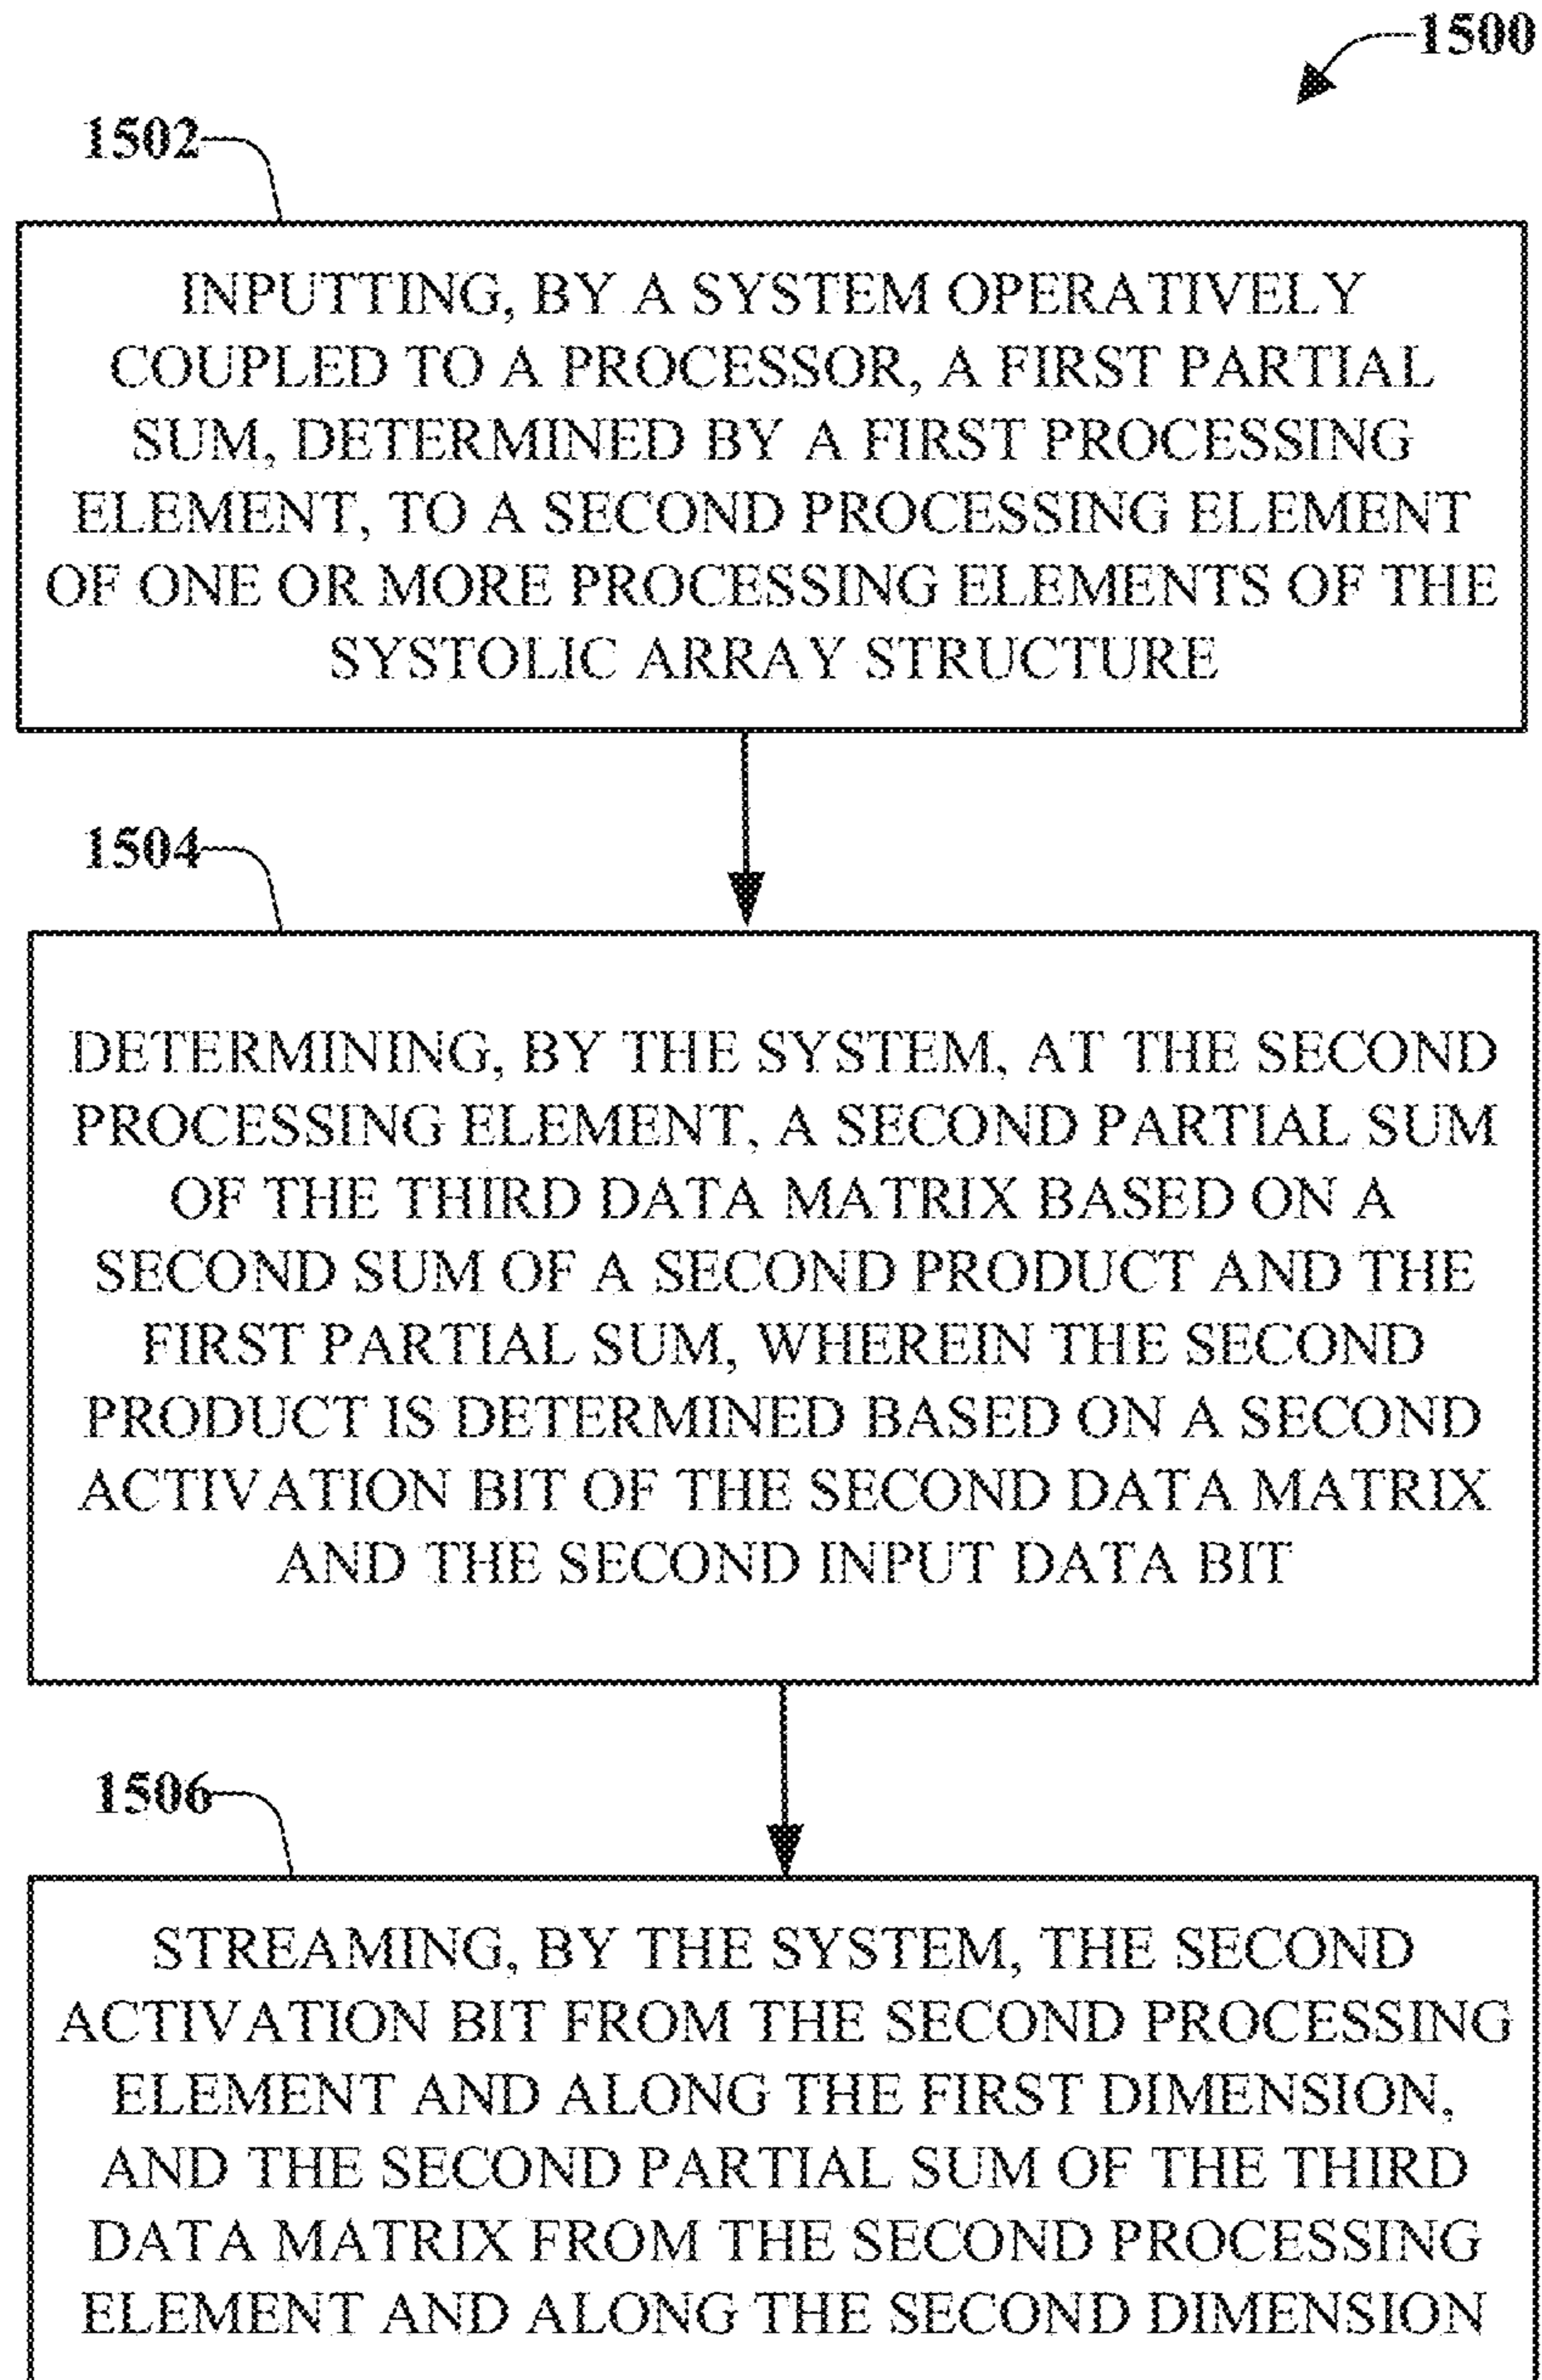 1500
1502
INPUTTING, BY A SYSTEM OPERATIVELY
COUPLED TO A PROCESSOR, A FIRST PARTIAL
SUM, DETERMINED BY A FIRST PROCESSING
ELEMENT, TO A SECOND PROCESSING ELEMENT
OF ONE OR MORE PROCESSING ELEMENTS OF THE
SYSTOLIC ARRAY STRUCTURE
1504
DETERMINING, BY THE SYSTEM, AT THE SECOND
PROCESSING ELEMENT, A SECOND PARTIAL SUM
OF THE THIRD DATA MATRIX BASED ON A
SECOND SUM OF A SECOND PRODUCT AND THE
FIRST PARTIAL SUM, WHEREIN THE SECOND
PRODUCT IS DETERMINED BASED ON A SECOND
ACTIVATION BIT OF THE SECOND DATA MATRIX
AND THE SECOND INPUT DATA BIT
1506
STREAMING, BY THE SYSTEM, THE SECOND
ACTIVATION BIT FROM THE SECOND PROCESSING
ELEMENT AND ALONG THE FIRST DIMENSION,
AND THE SECOND PARTIAL SUM OF THE THIRD
DATA MATRIX FROM THE SECOND PROCESSING
ELEMENT AND ALONG THE SECOND DIMENSION